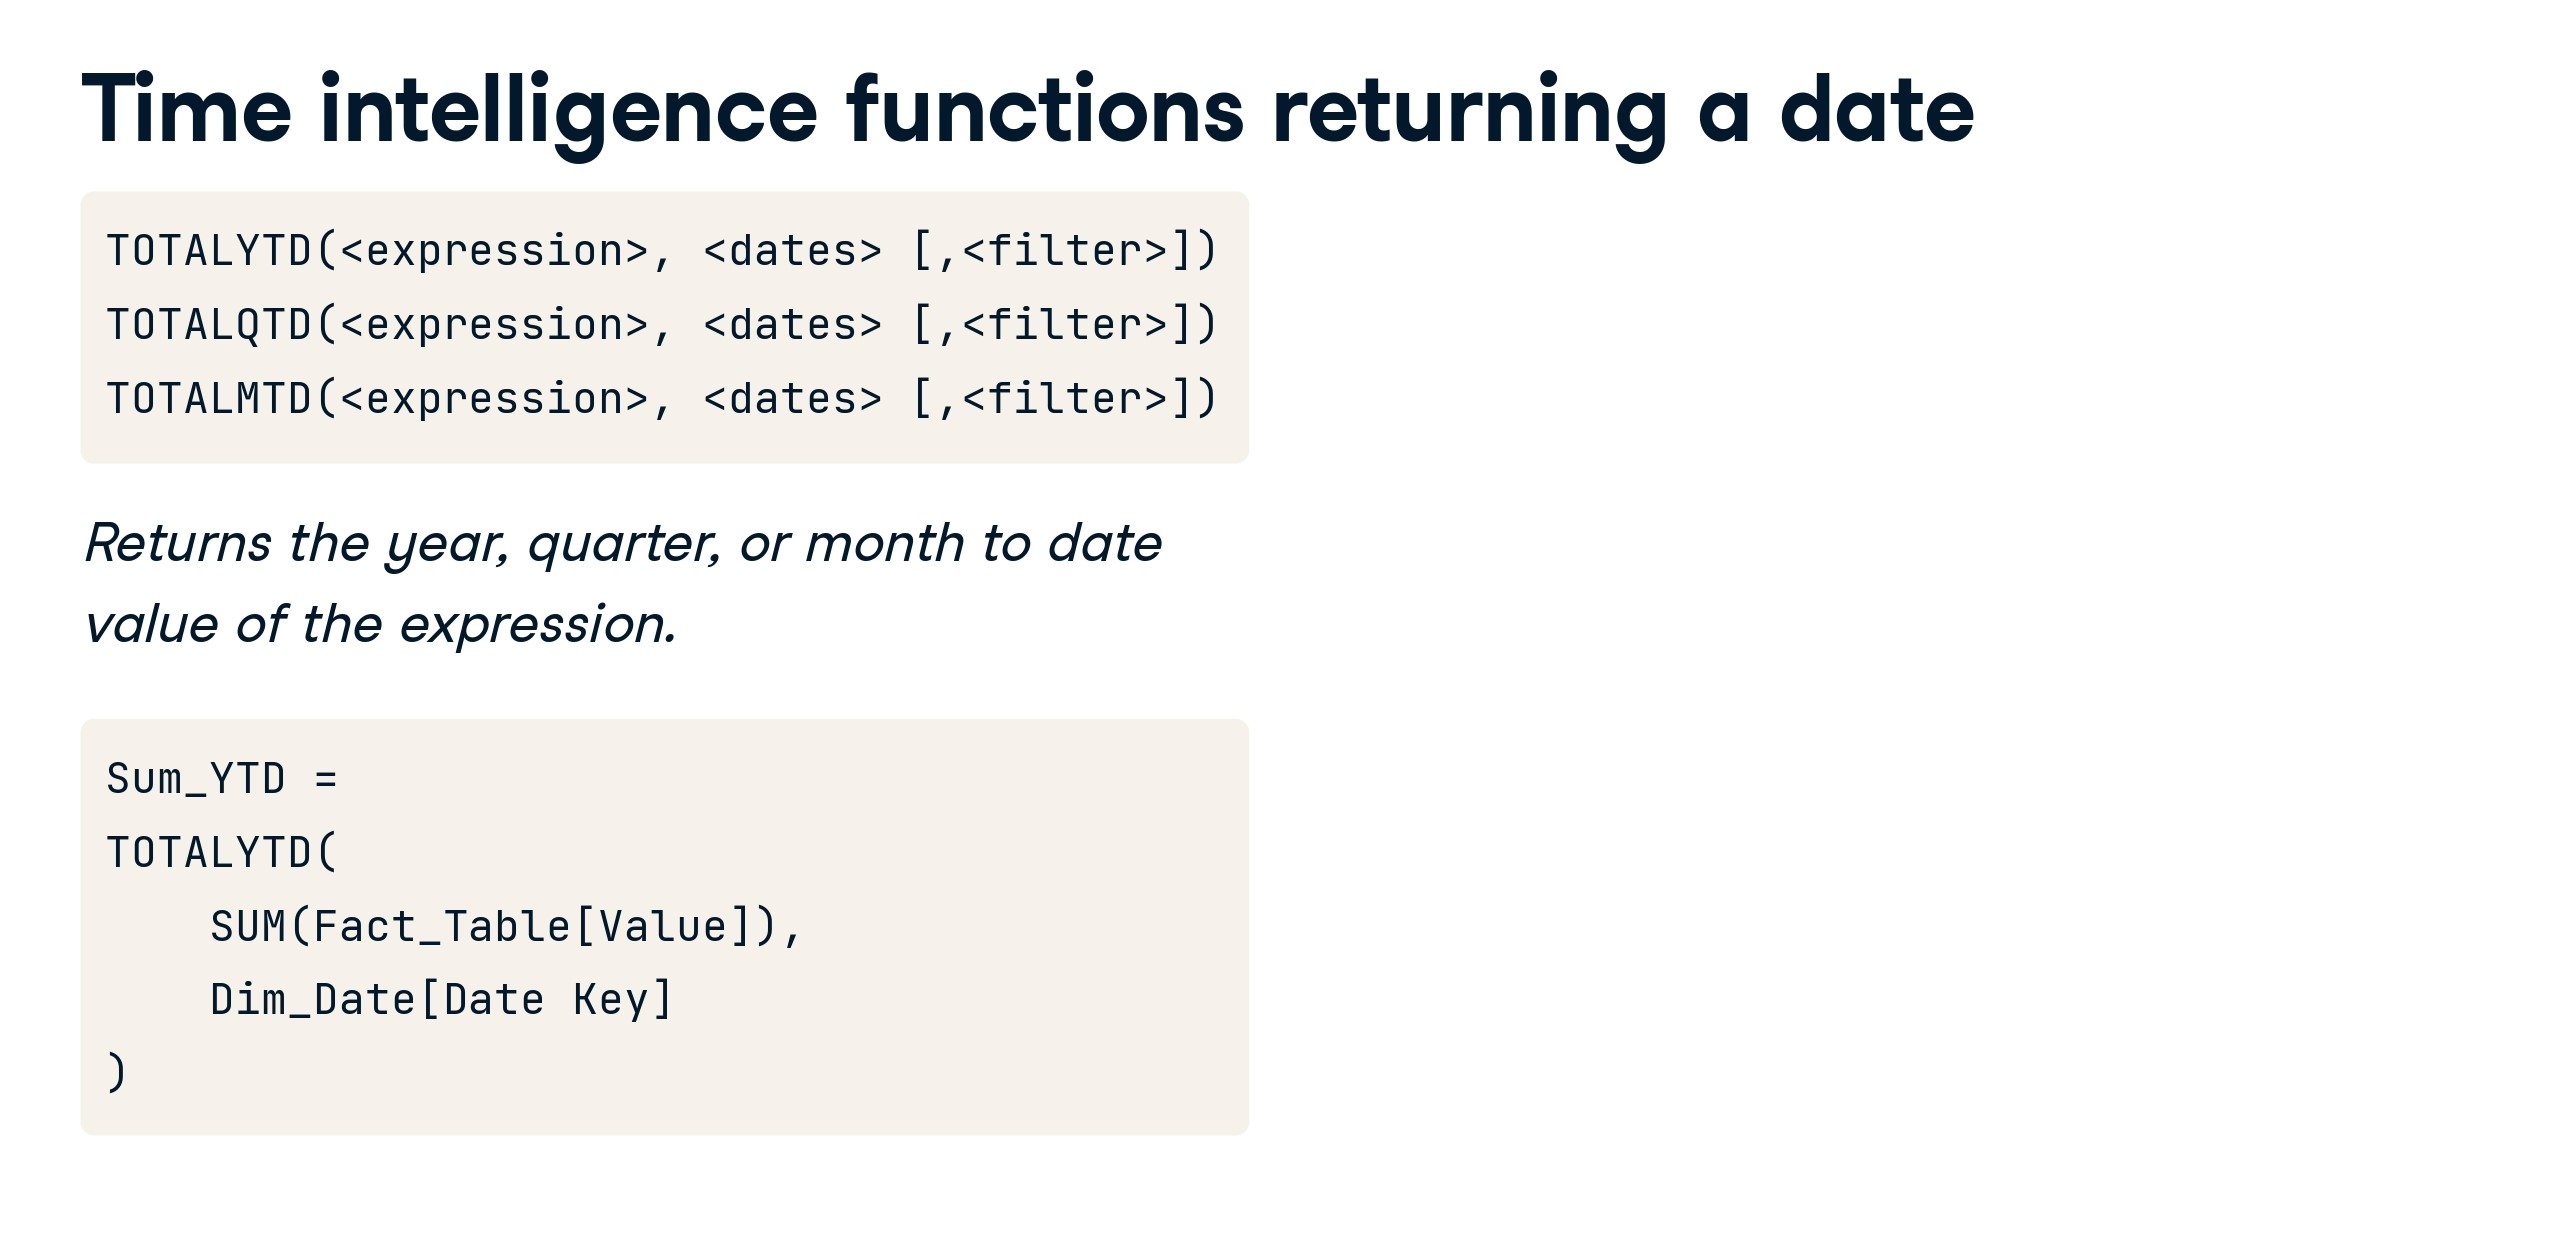 Time intelligence functions returning a date
TOTALYTD(<expression>, <dates> [,<filter>])
TOTALQTD(<expression>, <dates> [,<filter>])
TOTALMTD(<expression>, <dates> [,<filter>])
Returns the year, quarter, or month to date
value of the expression.
Sum_YTD =
TOTALYTD(
    SUM(Fact_Table[Value]),
    Dim_Date[Date Key]
)